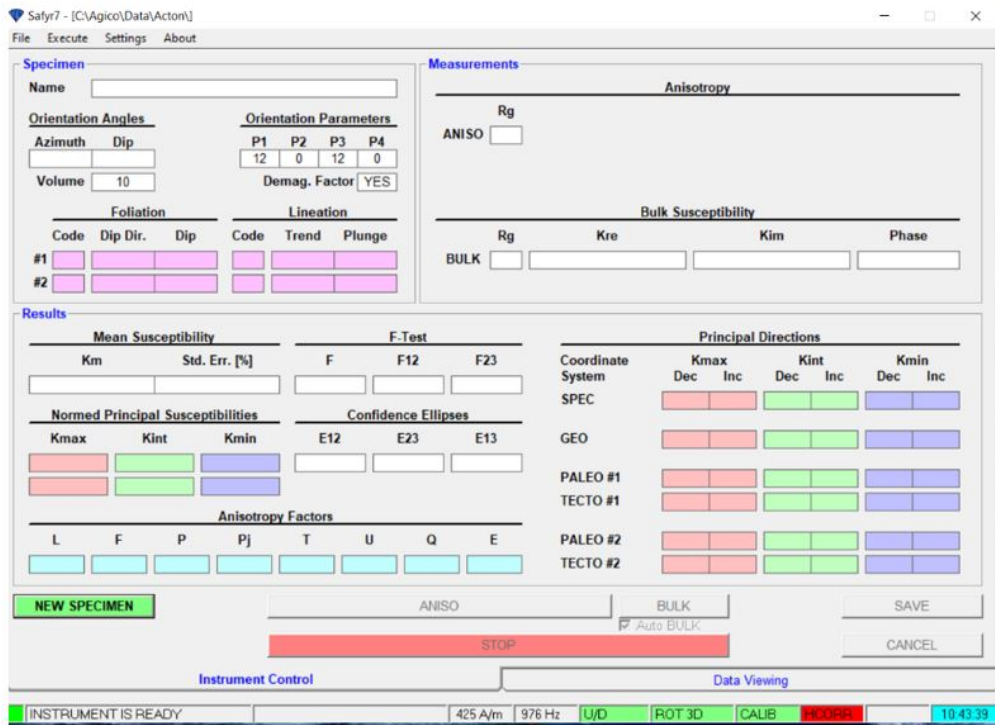 Safyr7 - [C:\Agico\Data\Acton\]
File Execute Settings About
Specimen
Name
Orientation Angles Orientation Parameters
Azimuth Dip P1 P2 P3 P4
12 0 12 0
Volume 10 Demag. Factor YES
Foliation Lineation
Code Dip Dir. Dip Code Trend Plunge
#1
#2
Measurements
Anisotropy
Rg
ANISO
Bulk Susceptibility
Rg Kre Kim Phase
BULK
Results
Mean Susceptibility F-Test
Km Std. Err. [%] F F12 F23
Normed Principal Susceptibilities Confidence Ellipses
Kmax Kint Kmin E12 E23 E13
Anisotropy Factors
L F P Pj T U Q E
Principal Directions
Coordinate Kmax Kint Kmin
System Dec Inc Dec Inc Dec Inc
SPEC
GEO
PALEO #1
TECTO #1
PALEO #2
TECTO #2
NEW SPECIMEN ANISO BULK SAVE
Auto BULK
STOP CANCEL
Instrument Control Data Viewing
INSTRUMENT IS READY 425 A/m 976 Hz U/D ROT 3D CALIB HCORR 10:43:39